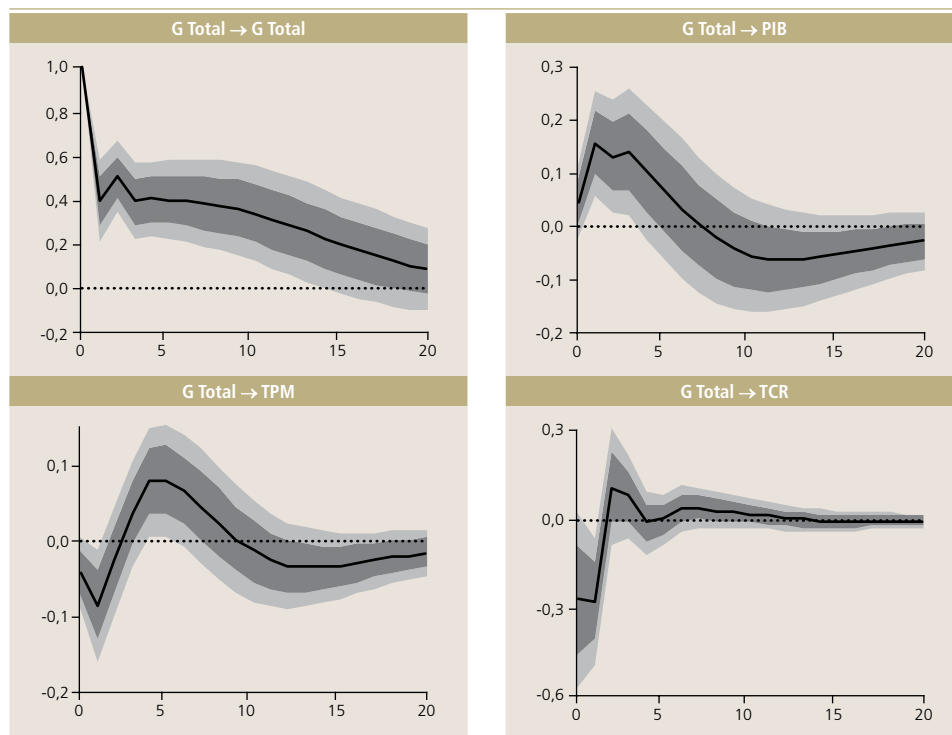 G Total → G Total
1,0
0,8
0,6
0,4
0,2
0,0
-0,2
0 5 10 15 20
G Total → PIB
0,3
0,2
0,1
0,0
-0,1
-0,2
0 5 10 15 20
G Total → TPM
0,1
0,0
-0,1
-0,2
0 5 10 15 20
G Total → TCR
0,3
0,0
-0,3
-0,6
0 5 10 15 20